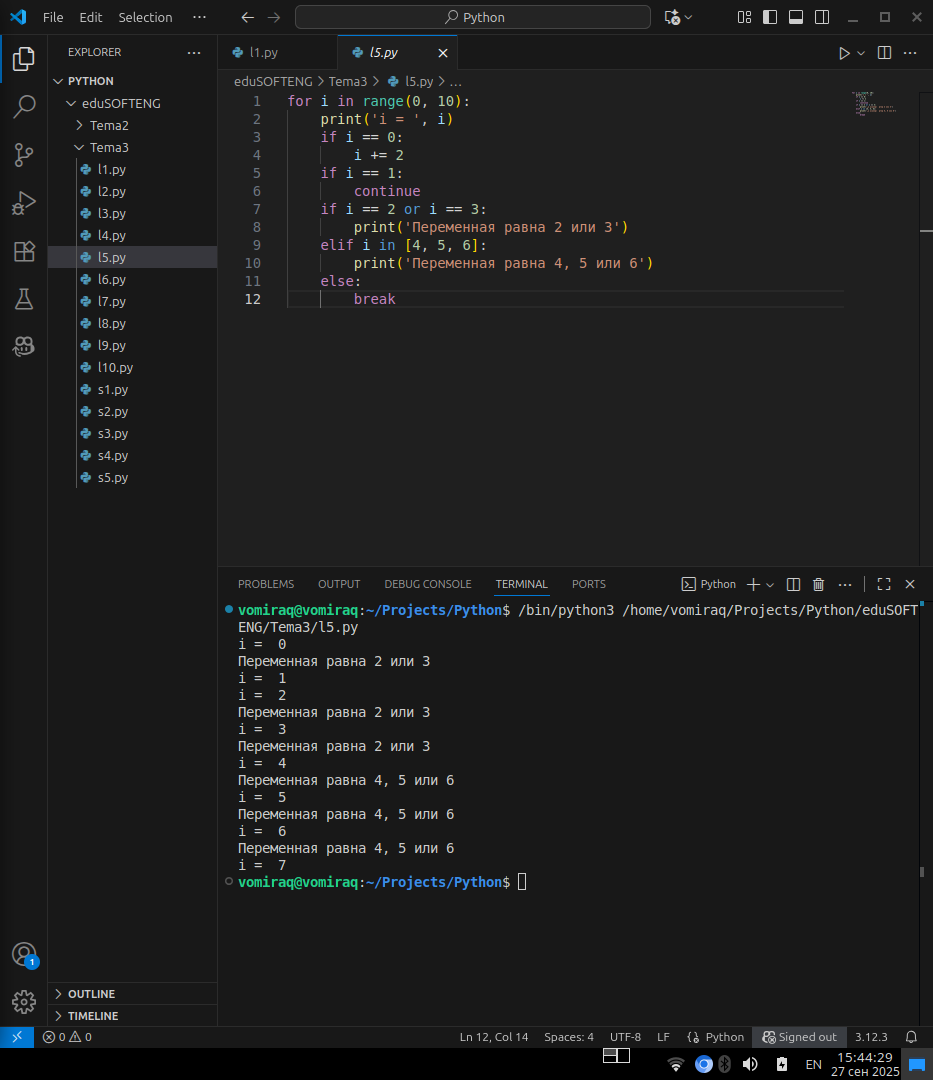 File Edit Selection ··· Python
EXPLORER ···
PYTHON
eduSOFTENG
Tema2
Tema3
l1.py
l2.py
l3.py
l4.py
l5.py
l6.py
l7.py
l8.py
l9.py
l10.py
s1.py
s2.py
s3.py
s4.py
s5.py
OUTLINE
TIMELINE
l1.py l5.py
eduSOFTENG > Tema3 > l5.py > ...
1 for i in range(0, 10):
2     print('i = ', i)
3     if i == 0:
4         i += 2
5     if i == 1:
6         continue
7     if i == 2 or i == 3:
8         print('Переменная равна 2 или 3')
9     elif i in [4, 5, 6]:
10         print('Переменная равна 4, 5 или 6')
11     else:
12         break
PROBLEMS OUTPUT DEBUG CONSOLE TERMINAL PORTS Python
vomiraq@vomiraq:~/Projects/Python$ /bin/python3 /home/vomiraq/Projects/Python/eduSOFT
ENG/Tema3/l5.py
i =  0
Переменная равна 2 или 3
i =  1
i =  2
Переменная равна 2 или 3
i =  3
Переменная равна 2 или 3
i =  4
Переменная равна 4, 5 или 6
i =  5
Переменная равна 4, 5 или 6
i =  6
Переменная равна 4, 5 или 6
i =  7
vomiraq@vomiraq:~/Projects/Python$
1
0 0 Ln 12, Col 14 Spaces: 4 UTF-8 LF {} Python Signed out 3.12.3
EN 15:44:29
27 сен 2025